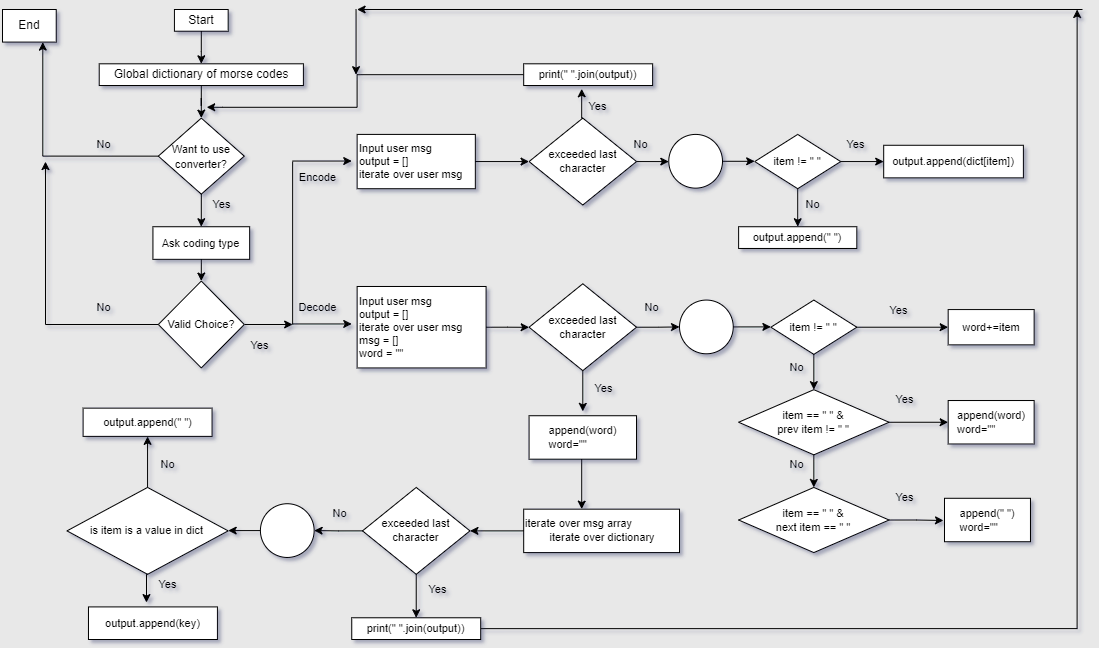 End
Start
Global dictionary of morse codes
Want to use
converter?
No
Yes
Ask coding type
Valid Choice?
No
Yes
Encode
Decode
Input user msg
output = []
iterate over user msg
exceeded last
character
Yes
print(" ".join(output))
No
item != " "
Yes
output.append(dict[item])
No
output.append(" ")
Input user msg
output = []
iterate over user msg
msg = []
word = ""
exceeded last
character
No
item != " "
Yes
word+=item
No
item == " " &
prev item != " "
Yes
append(word)
word=""
No
item == " " &
next item == " "
Yes
append(" ")
word=""
Yes
append(word)
word=""
iterate over msg array
iterate over dictionary
exceeded last
character
No
is item is a value in dict
No
output.append(" ")
Yes
output.append(key)
Yes
print(" ".join(output))